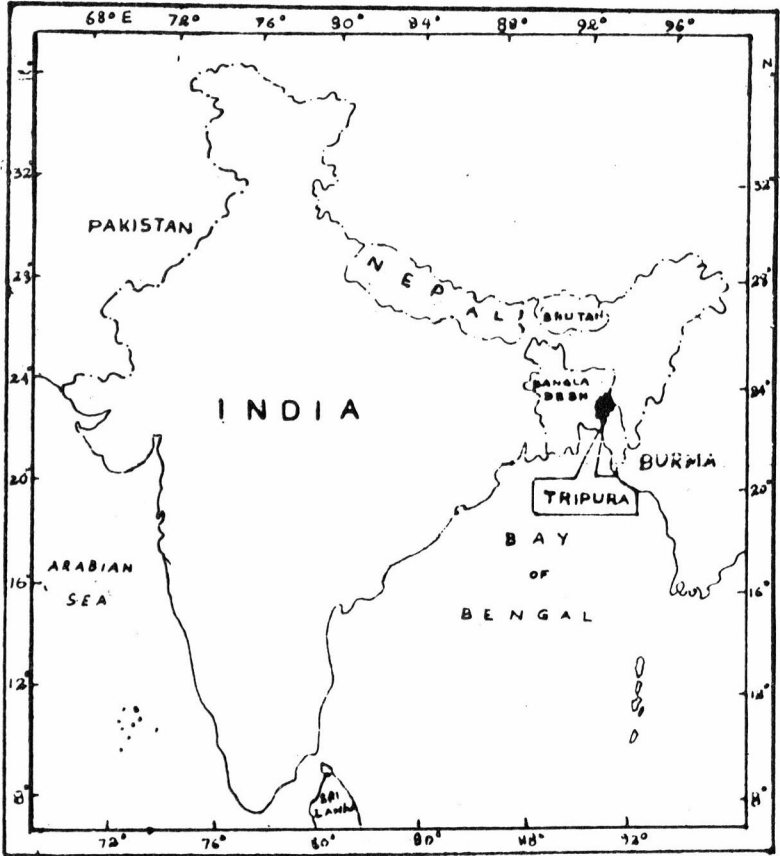 68° E 72° 76° 80° 84° 88° 92° 96°
N
32° 32°
PAKISTAN
28° 28°
NEPAL
BHUTAN
24° 24°
BANGLA
DESH
INDIA
BURMA
20° 20°
TRIPURA
BAY
OF
BENGAL
ARABIAN
SEA
16° 16°
12° 12°
8° 8°
SRI
LANKA
72° 76° 80° 80° 88° 92°